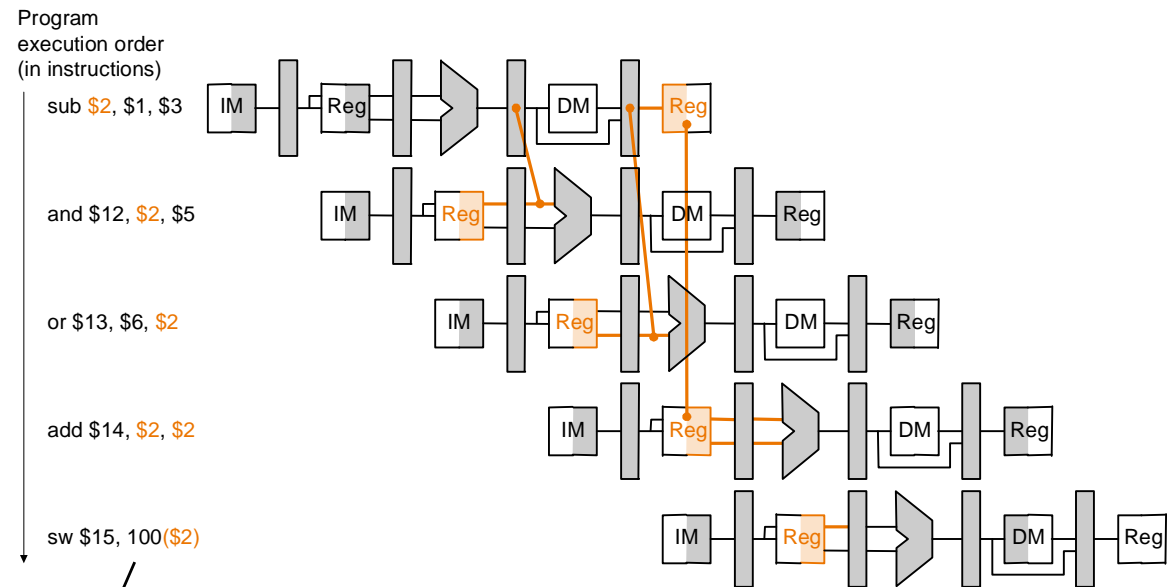 Program
execution order
(in instructions)
sub $2, $1, $3
IM
Reg
DM
Reg
and $12, $2, $5
IM
Reg
DM
Reg
or $13, $6, $2
IM
Reg
DM
Reg
add $14, $2, $2
IM
Reg
DM
Reg
sw $15, 100($2)
IM
Reg
DM
Reg